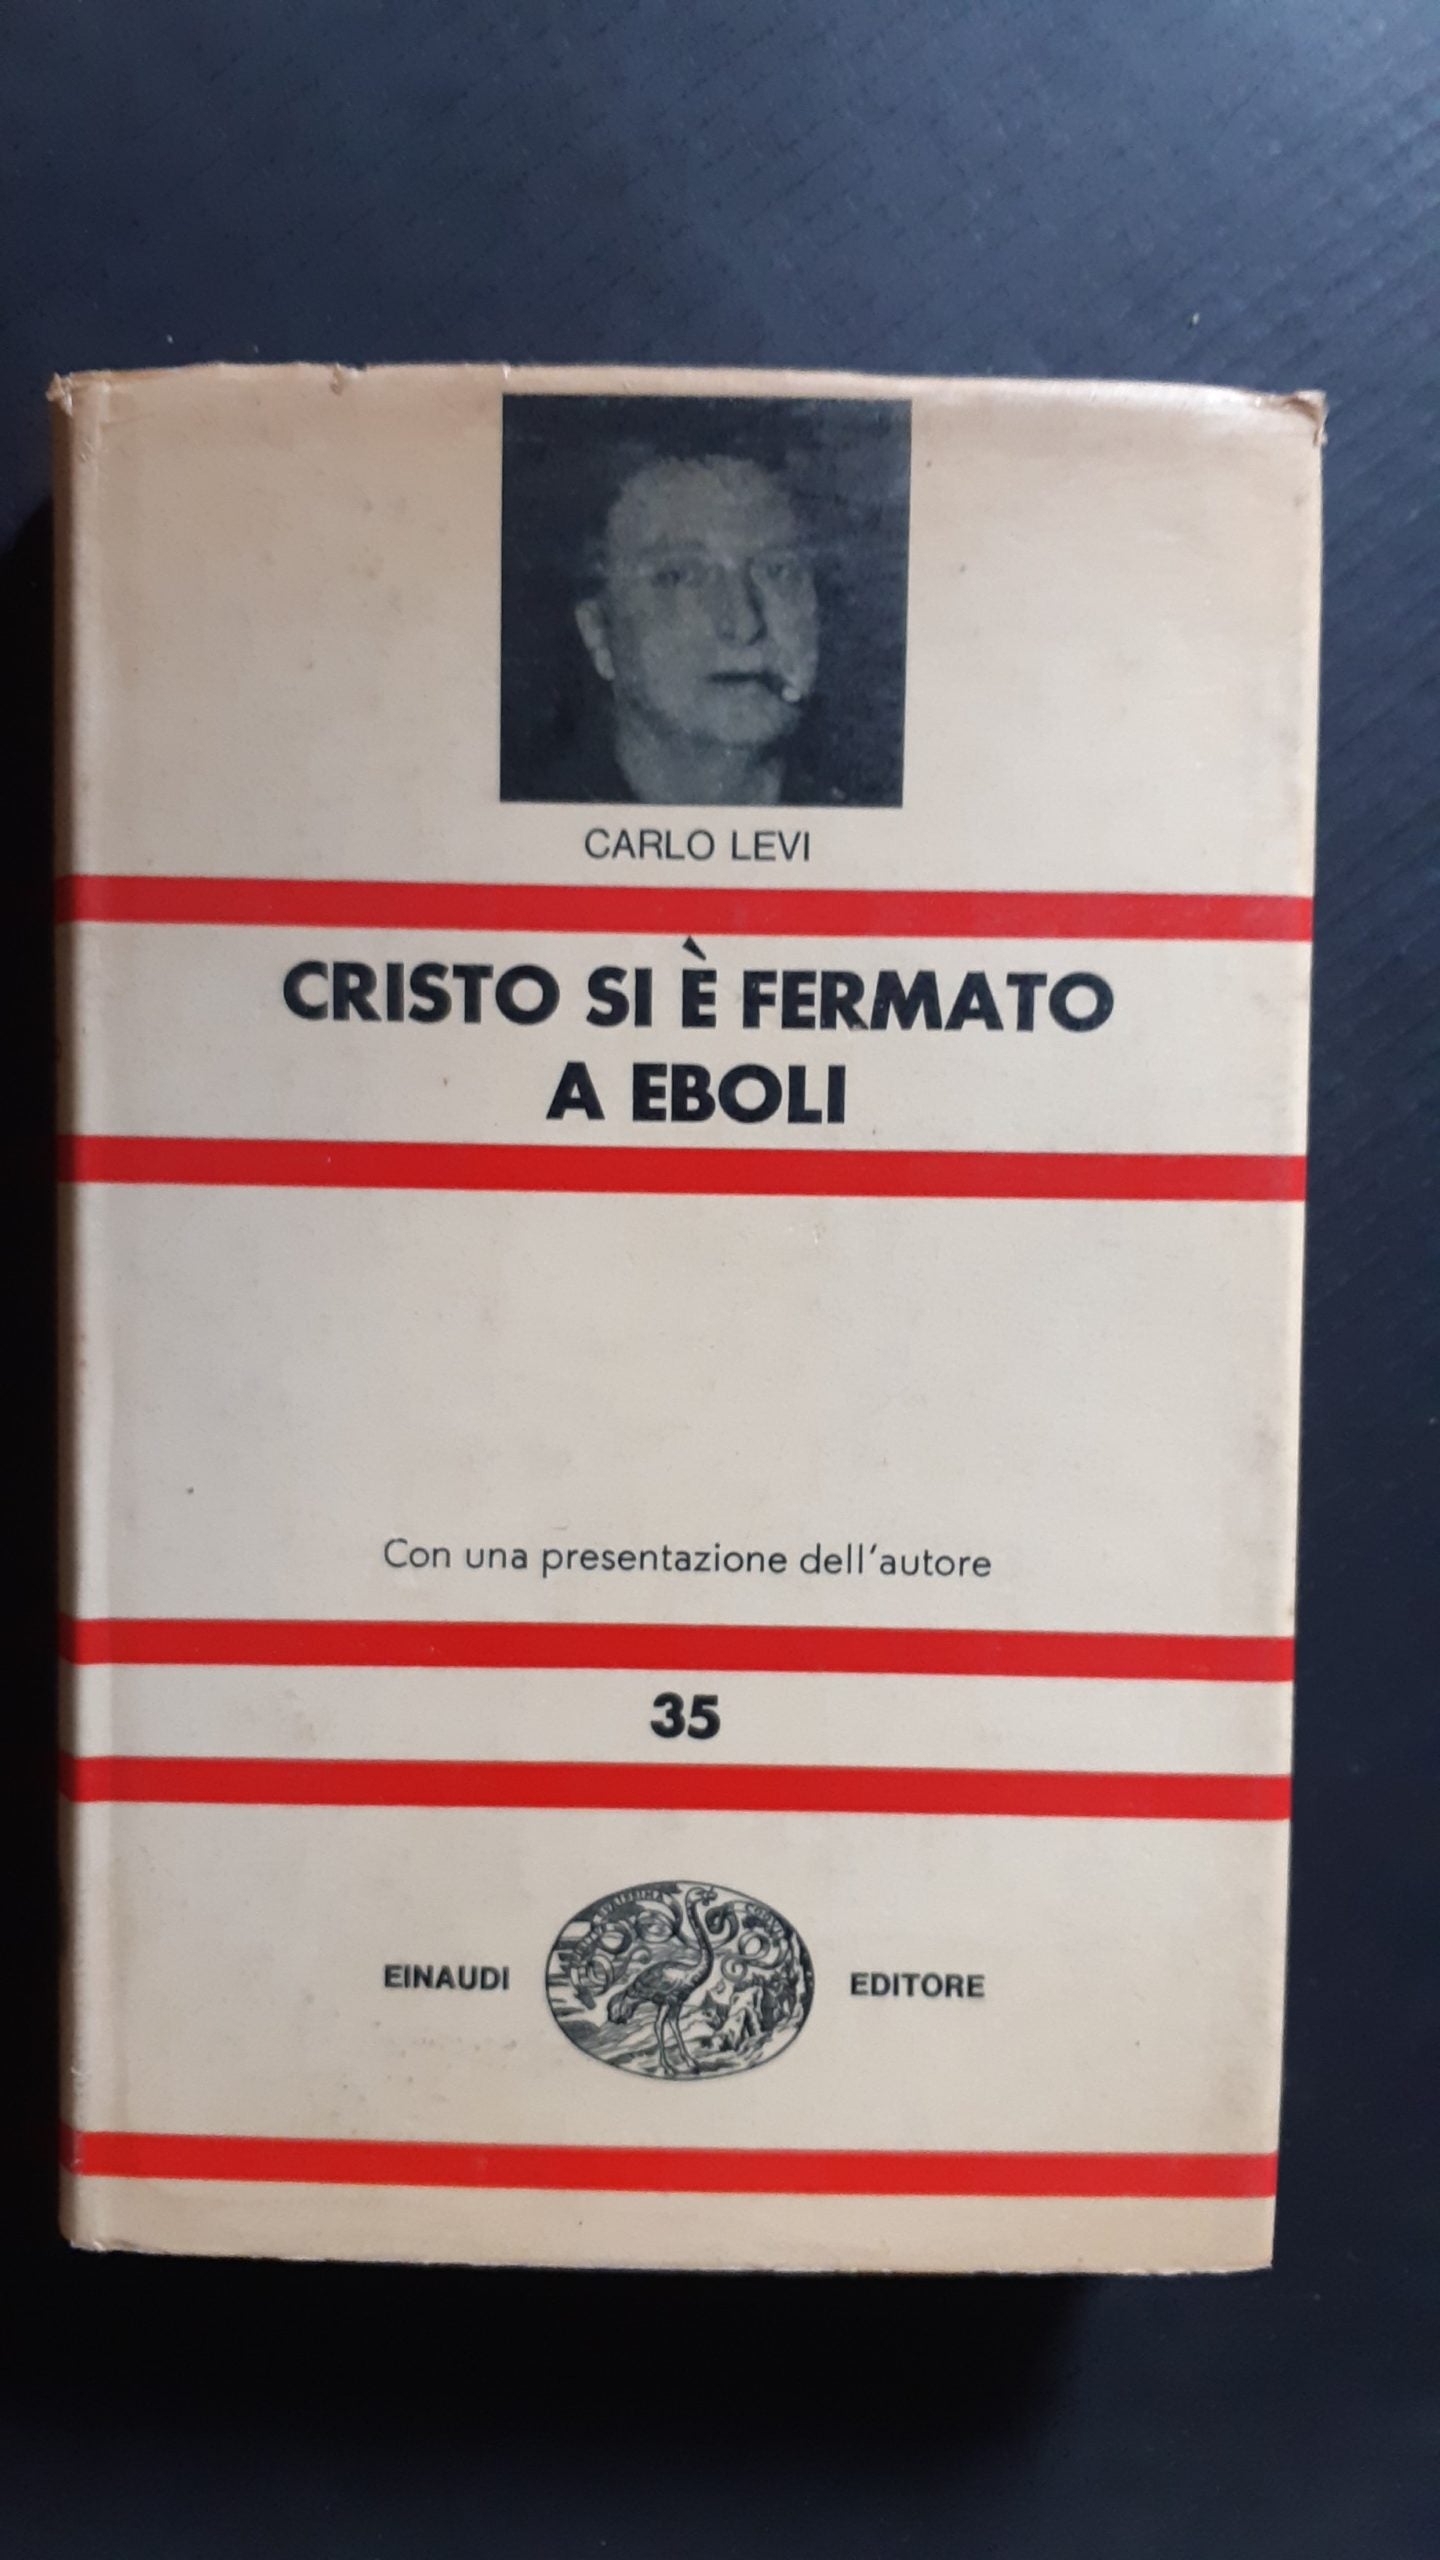 CARLO LEVI
CRISTO SI È FERMATO
A EBOLI
Con una presentazione dell'autore
35
EINAUDI EDITORE